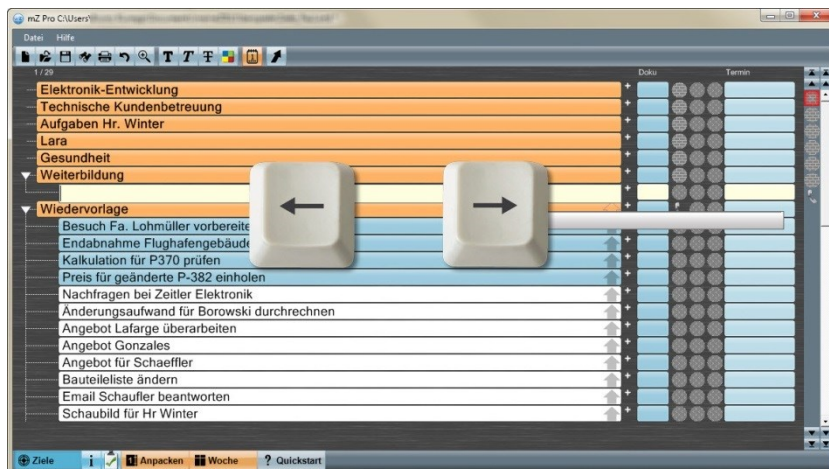 mZ Pro C:\Users\
Datei Hilfe
1 / 29 Doku Termin
Elektronik-Entwicklung
Technische Kundenbetreuung
Aufgaben Hr. Winter
Lara
Gesundheit
Weiterbildung
Wiedervorlage
Besuch Fa. Lohmüller vorbereite
Endabnahme Flughafengebäude
Kalkulation für P370 prüfen
Preis für geänderte P-382 einholen
Nachfragen bei Zeitler Elektronik
Änderungsaufwand für Borowski durchrechnen
Angebot Lafarge überarbeiten
Angebot Gonzales
Angebot für Schaeffler
Bauteileliste ändern
Email Schaufler beantworten
Schaubild für Hr Winter
Ziele i Anpacken Woche ? Quickstart